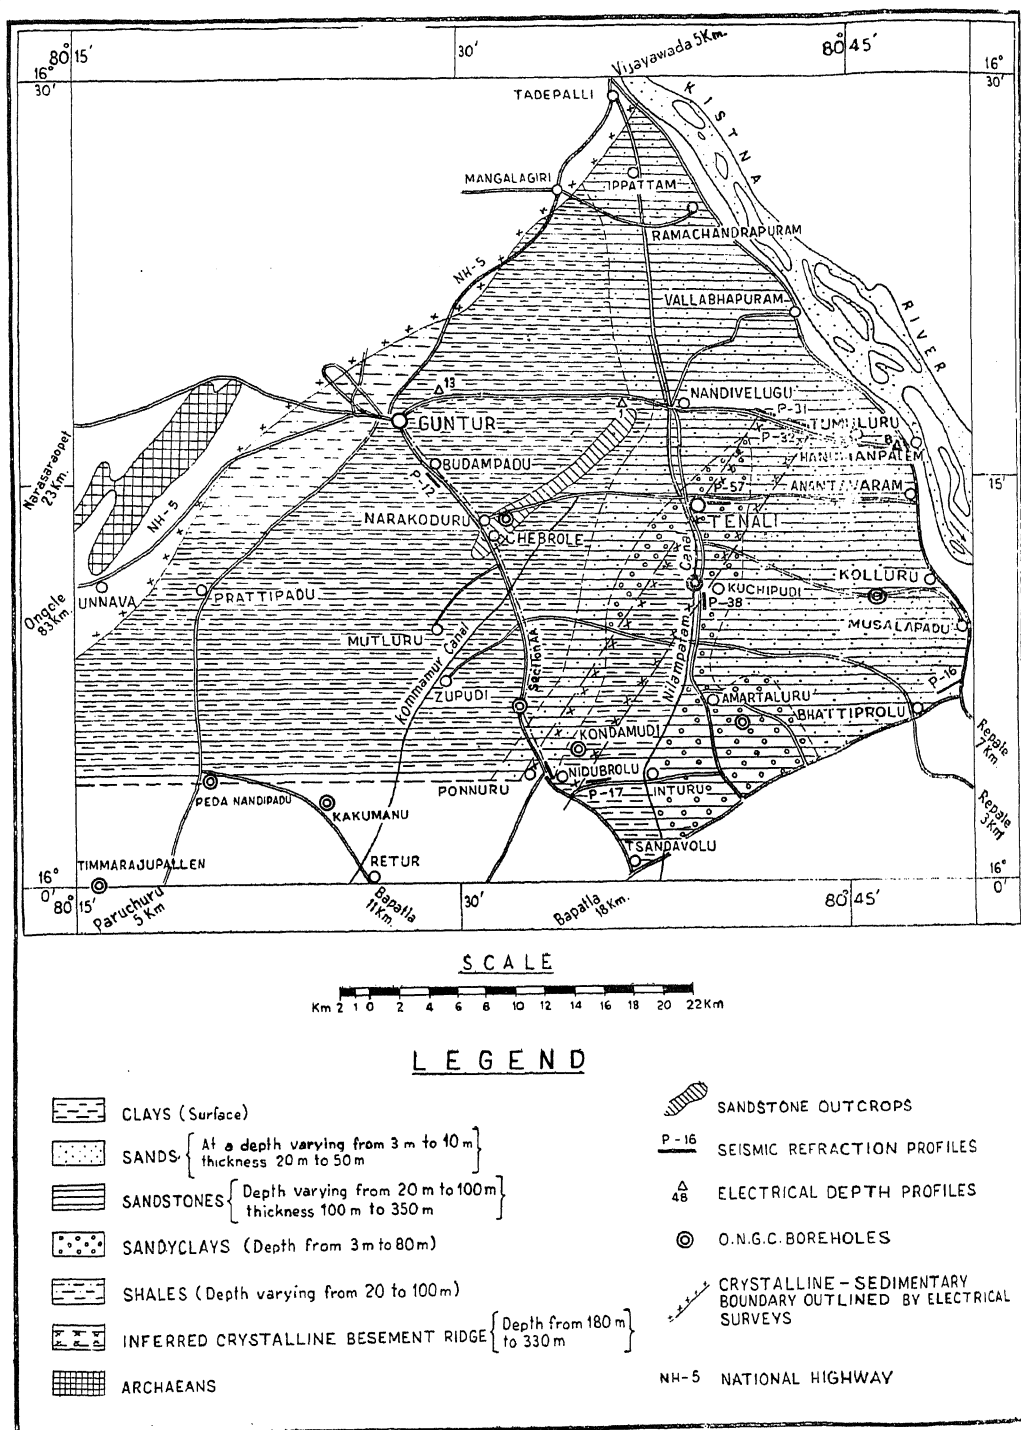 80° 15'
30'
Vijayawada 5Km.
80° 45'
16°
30'
16°
30'
TADEPALLI
KISTNA
MANGALAGIRI
IPPATTAM
RAMACHANDRAPURAM
NH-5
VALLABHAPURAM
RIVER
13
NANDIVELUGU
1
P-31
GUNTUR
P-32
TUMULURU
BUDAMPADU
HANUMANPALEM
Narasaraopet
23Km.
P-12
P-57
ANANTAVARAM
15'
NH-5
NARAKODURU
TENALI
CHEBROLE
Canal
KOLLURU
UNNAVA
PRATTIPADU
KUCHIPUDI
Ongole
83Km.
P-38
MUSALAPADU
MUTLURU
Kommamur Canal
Section AA
Nilampatam
P-16
ZUPUDI
AMARTALURU
BHATTIPROLU
KONDAMUDI
Repale
7Km.
PONNURU
NIDUBROLU
P-17
INTURU
PEDA NANDIPADU
KAKUMANU
Repale
3Km
TSANDAVOLU
TIMMARAJUPALLEN
RETUR
16°
0'
16°
0'
80° 15'
Paruchuru
5 Km
Bapatla
11Km.
30'
Bapatla
18Km.
80° 45'
SCALE
Km 2 1 0 2 4 6 8 10 12 14 16 18 20 22Km
LEGEND
CLAYS (Surface)
SANDS. At a depth varying from 3 m to 10 m
thickness 20 m to 50 m
SANDSTONES Depth varying from 20 m to 100 m
thickness 100 m to 350 m
SANDYCLAYS (Depth from 3 m to 80 m)
SHALES (Depth varying from 20 to 100 m)
INFERRED CRYSTALLINE BESEMENT RIDGE Depth from 180 m
to 330 m
ARCHAEANS
SANDSTONE OUTCROPS
P-16 SEISMIC REFRACTION PROFILES
48 ELECTRICAL DEPTH PROFILES
O.N.G.C. BOREHOLES
CRYSTALLINE – SEDIMENTARY
BOUNDARY OUTLINED BY ELECTRICAL
SURVEYS
NH-5 NATIONAL HIGHWAY